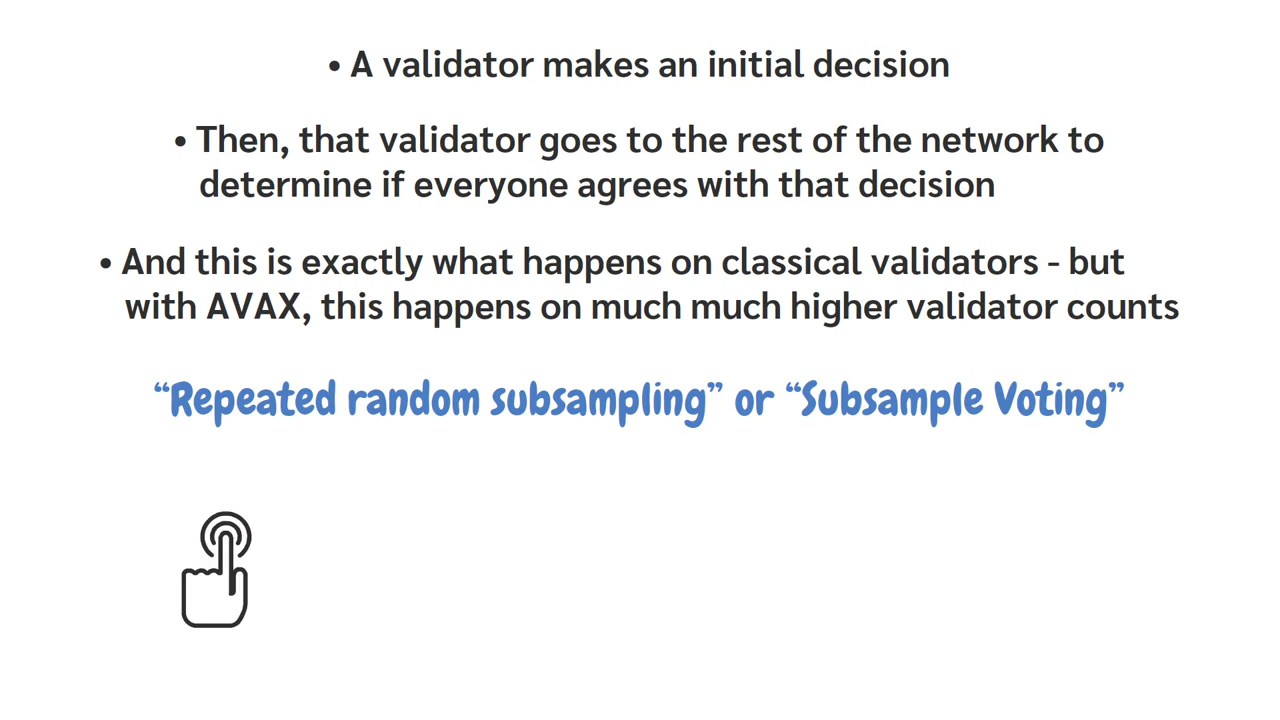 • A validator makes an initial decision
• Then, that validator goes to the rest of the network to
determine if everyone agrees with that decision
• And this is exactly what happens on classical validators - but
with AVAX, this happens on much much higher validator counts
“Repeated random subsampling” or “Subsample Voting”